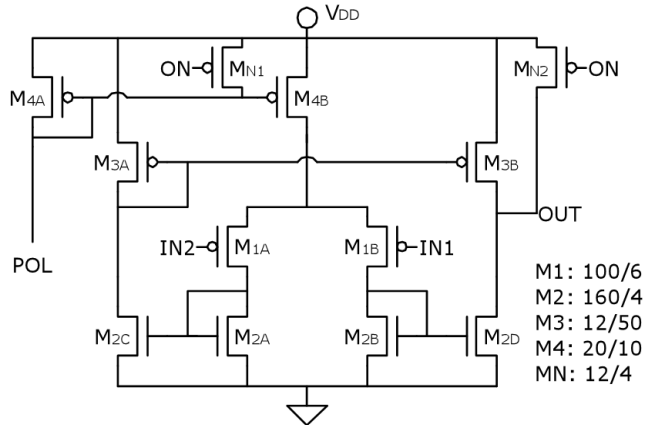 VDD
ON
MN1
MN2
ON
M4A
M4B
M3A
M3B
OUT
IN2
M1A
M1B
IN1
POL
M1: 100/6
M2: 160/4
M3: 12/50
M4: 20/10
MN: 12/4
M2C
M2A
M2B
M2D